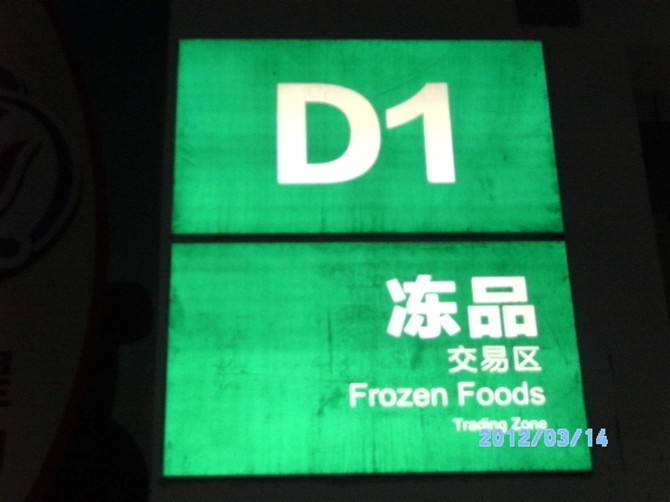 D1
冻品
交易区
Frozen Foods
Trading Zone
2012/03/14